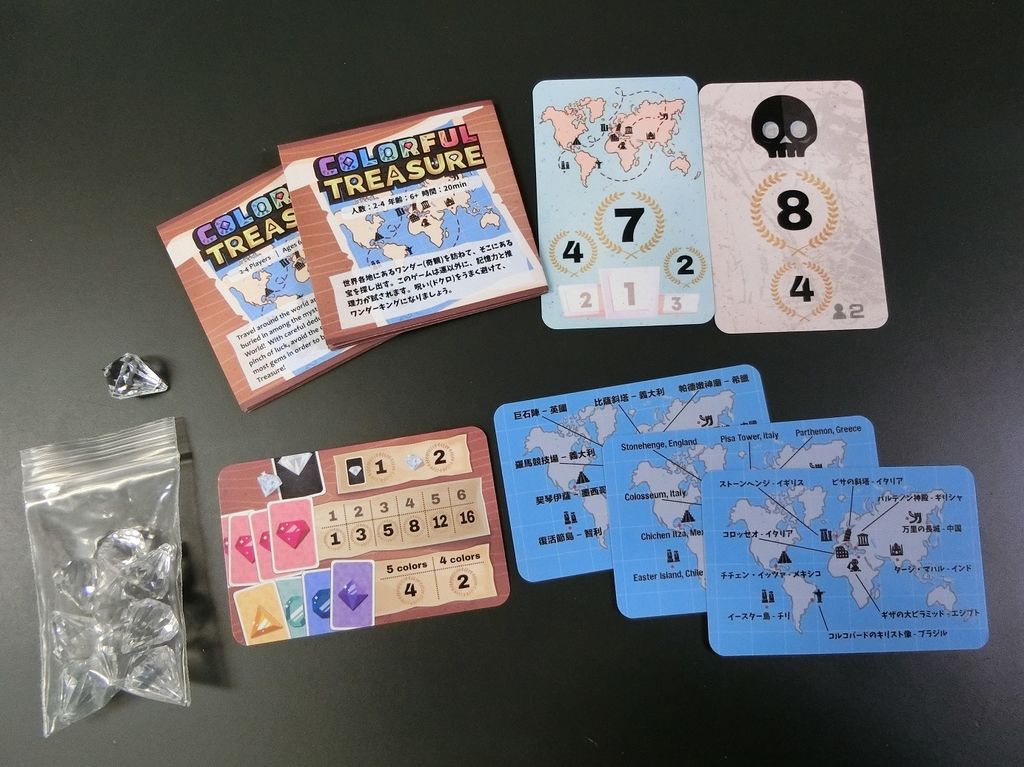 COLORFUL
TREASURE
人数：2-4 年齢：6+ 時間：20min
世界各地にあるワンダー(奇観)を訪ねて、そこにある
宝を探し出す。このゲームは運以外に、記憶力と推
理力が試されます。呪い(ドクロ)をうまく避けて、
ワンダーキングになりましょう。
COLOR
TREAS
2-4 Players | Ages 6
Travel around the world a
buried in among the myst
World! With careful dedu
pinch of luck, avoid the
most gems in order to b
Treasure!
7
4
2
2
1
3
8
4
2
1
2
1 2 3 4 5 6
1 3 5 8 12 16
5 colors 4 colors
4 2
巨石陣 – 英國
比薩斜塔 – 義大利
帕德嫩神廟 – 希臘
羅馬競技場 – 義大利
契琴伊薩 – 墨西哥
復活節島 – 智利
Stonehenge, England
Pisa Tower, Italy
Parthenon, Greece
Colosseum, Italy
Chichen Itza, Me
Easter Island, Chile
ストーンヘンジ - イギリス
ピサの斜塔 - イタリア
パルテノン神殿 - ギリシャ
万里の長城 - 中国
コロッセオ - イタリア
タージ・マハル - インド
チチェン・イッツァ - メキシコ
イースター島 - チリ
ギザの大ピラミッド - エジプト
コルコバードのキリスト像 - ブラジル